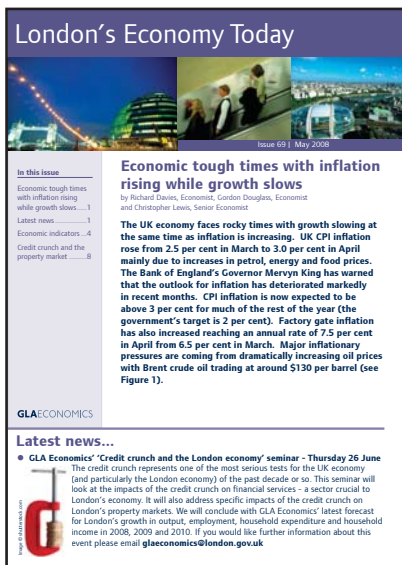 London's Economy Today
Issue 69 | May 2008
In this issue
Economic tough times
with inflation rising
while growth slows.....1
Latest news ...............1
Economic indicators ...4
Credit crunch and the
property market .........8
GLAECONOMICS
Economic tough times with inflation
rising while growth slows
by Richard Davies, Economist, Gordon Douglass, Economist
and Christopher Lewis, Senior Economist
The UK economy faces rocky times with growth slowing at
the same time as inflation is increasing. UK CPI inflation
rose from 2.5 per cent in March to 3.0 per cent in April
mainly due to increases in petrol, energy and food prices.
The Bank of England's Governor Mervyn King has warned
that the outlook for inflation has deteriorated markedly
in recent months. CPI inflation is now expected to be
above 3 per cent for much of the rest of the year (the
government's target is 2 per cent). Factory gate inflation
has also increased reaching an annual rate of 7.5 per cent
in April from 6.5 per cent in March. Major inflationary
pressures are coming from dramatically increasing oil prices
with Brent crude oil trading at around $130 per barrel (see
Figure 1).
Latest news...
● GLA Economics' 'Credit crunch and the London economy' seminar - Thursday 26 June
The credit crunch represents one of the most serious tests for the UK economy
(and particularly the London economy) of the past decade or so. This seminar will
look at the impacts of the credit crunch on financial services – a sector crucial to
London's economy. It will also address specific impacts of the credit crunch on
London's property markets. We will conclude with GLA Economics' latest forecast
for London's growth in output, employment, household expenditure and household
income in 2008, 2009 and 2010. If you would like further information about this
event please email glaeconomics@london.gov.uk
Image © shutterstock.com